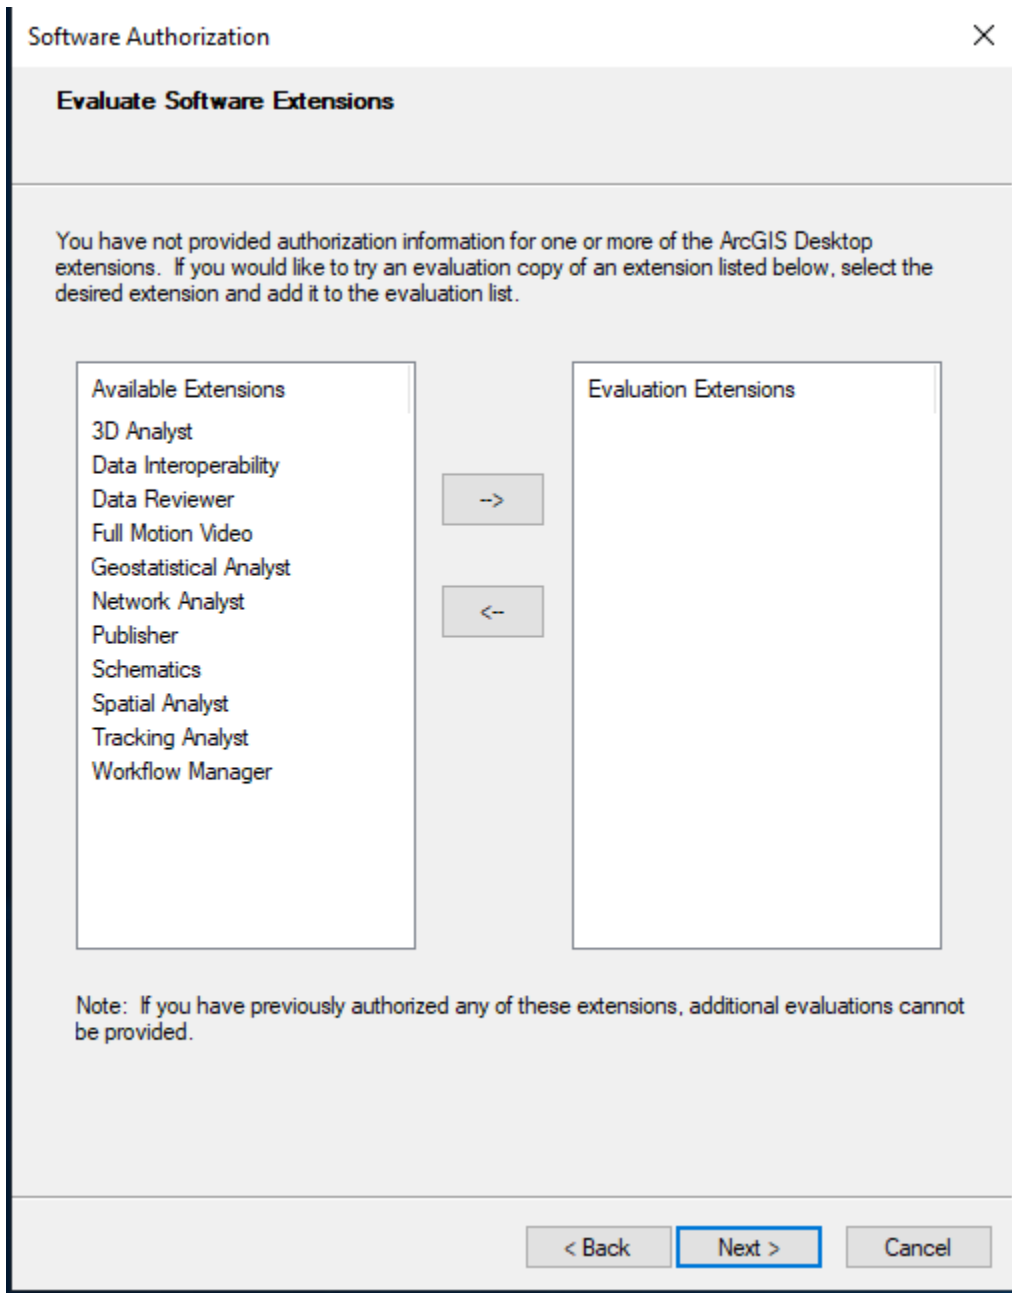 Software Authorization
Evaluate Software Extensions
You have not provided authorization information for one or more of the ArcGIS Desktop
extensions.  If you would like to try an evaluation copy of an extension listed below, select the
desired extension and add it to the evaluation list.
Available Extensions
3D Analyst
Data Interoperability
Data Reviewer
Full Motion Video
Geostatistical Analyst
Network Analyst
Publisher
Schematics
Spatial Analyst
Tracking Analyst
Workflow Manager
-->
<--
Evaluation Extensions
Note:  If you have previously authorized any of these extensions, additional evaluations cannot
be provided.
< Back
Next >
Cancel